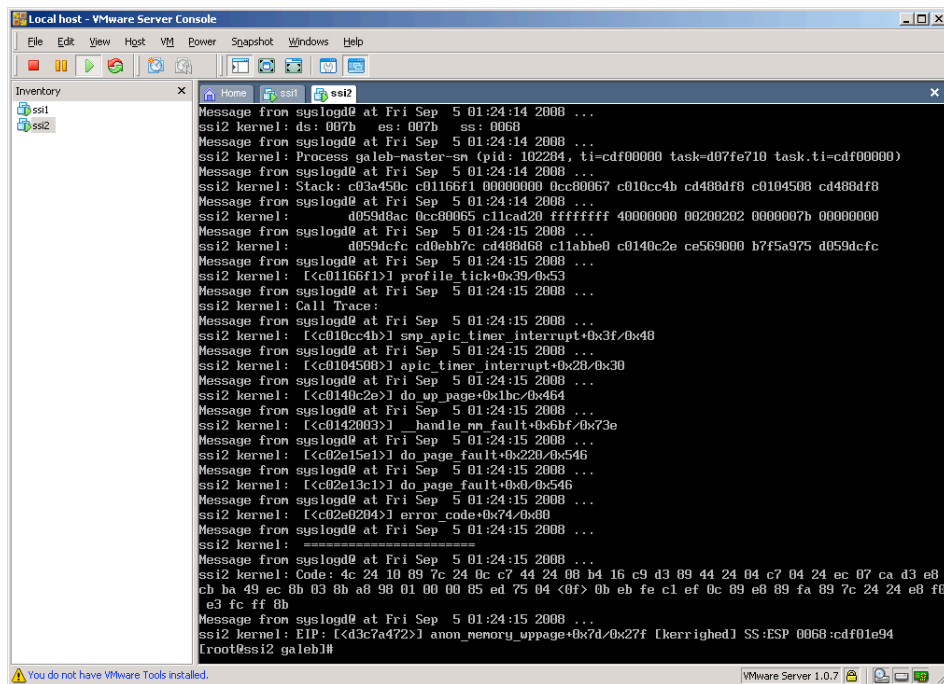 Local host - VMware Server Console
File Edit View Host VM Power Snapshot Windows Help
Inventory
ssi1
ssi2
Home ssi1 ssi2
Message from syslogd@ at Fri Sep  5 01:24:14 2008 ...
ssi2 kernel: ds: 007b   es: 007b   ss: 0068
Message from syslogd@ at Fri Sep  5 01:24:14 2008 ...
ssi2 kernel: Process galeb-master-sm (pid: 102284, ti=cdf00000 task=d07fe710 task.ti=cdf00000)
Message from syslogd@ at Fri Sep  5 01:24:14 2008 ...
ssi2 kernel: Stack: c03a450c c01166f1 00000000 0cc80067 c010cc4b cd488df8 c0104508 cd488df8
Message from syslogd@ at Fri Sep  5 01:24:14 2008 ...
ssi2 kernel:        d059d8ac 0cc80065 c11cad20 ffffffff 40000000 00200202 0000007b 00000000
Message from syslogd@ at Fri Sep  5 01:24:15 2008 ...
ssi2 kernel:        d059dcfc cd0ebb7c cd488d68 c11abbe0 c0140c2e ce569000 b7f5a975 d059dcfc
Message from syslogd@ at Fri Sep  5 01:24:15 2008 ...
ssi2 kernel:  [<c01166f1>] profile_tick+0x39/0x53
Message from syslogd@ at Fri Sep  5 01:24:15 2008 ...
ssi2 kernel: Call Trace:
Message from syslogd@ at Fri Sep  5 01:24:15 2008 ...
ssi2 kernel:  [<c010cc4b>] smp_apic_timer_interrupt+0x3f/0x48
Message from syslogd@ at Fri Sep  5 01:24:15 2008 ...
ssi2 kernel:  [<c0104508>] apic_timer_interrupt+0x28/0x30
Message from syslogd@ at Fri Sep  5 01:24:15 2008 ...
ssi2 kernel:  [<c0140c2e>] do_wp_page+0x1bc/0x464
Message from syslogd@ at Fri Sep  5 01:24:15 2008 ...
ssi2 kernel:  [<c0142003>] __handle_mm_fault+0x6bf/0x73e
Message from syslogd@ at Fri Sep  5 01:24:15 2008 ...
ssi2 kernel:  [<c02e15e1>] do_page_fault+0x220/0x546
Message from syslogd@ at Fri Sep  5 01:24:15 2008 ...
ssi2 kernel:  [<c02e13c1>] do_page_fault+0x0/0x546
Message from syslogd@ at Fri Sep  5 01:24:15 2008 ...
ssi2 kernel:  [<c02e0204>] error_code+0x74/0x80
Message from syslogd@ at Fri Sep  5 01:24:15 2008 ...
ssi2 kernel:  =======================
Message from syslogd@ at Fri Sep  5 01:24:15 2008 ...
ssi2 kernel: Code: 4c 24 10 89 7c 24 0c c7 44 24 08 b4 16 c9 d3 89 44 24 04 c7 04 24 ec 07 ca d3 e8
cb ba 49 ec 8b 03 8b a8 98 01 00 00 85 ed 75 04 <0f> 0b eb fe c1 ef 0c 89 e8 89 fa 89 7c 24 24 e8 f0
e3 fc ff 8b
Message from syslogd@ at Fri Sep  5 01:24:15 2008 ...
ssi2 kernel: EIP: [<d3c7a472>] anon_memory_wppage+0x7d/0x27f [kerrighed] SS:ESP 0068:cdf01e94
[root@ssi2 galeb]#
You do not have VMware Tools installed.
VMware Server 1.0.7